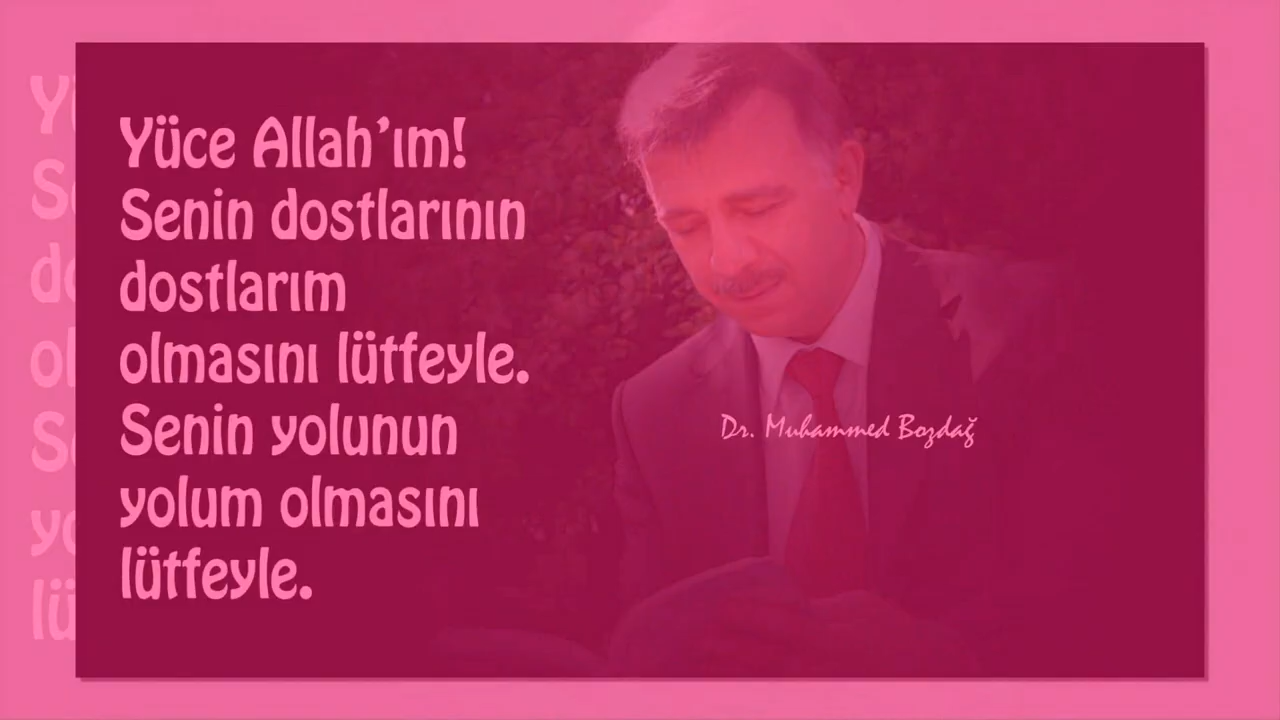 Yüce Allah'ım!
Senin dostlarının
dostlarım
olmasını lütfeyle.
Senin yolunun
yolum olmasını
lütfeyle.
Dr. Muhammed Bozdağ